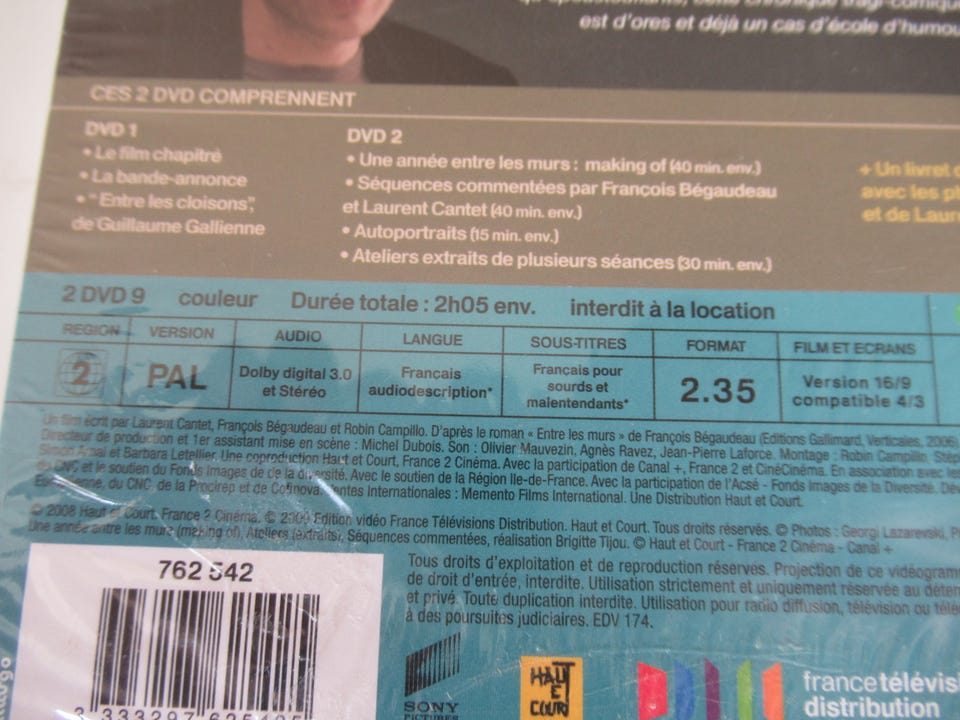 est d'ores et déjà un cas d'école d'humou
CES 2 DVD COMPRENNENT
DVD 1
• Le film chapitré
• La bande-annonce
• "Entre les cloisons",
de Guillaume Gallienne
DVD 2
• Une année entre les murs : making of (40 min. env.)
• Séquences commentées par François Bégaudeau
et Laurent Cantet (40 min. env.)
• Autoportraits (15 min. env.)
• Ateliers extraits de plusieurs séances (30 min. env.)
+ Un livret
avec les
et de Laure
2 DVD 9 couleur Durée totale : 2h05 env. interdit à la location
REGION VERSION AUDIO LANGUE SOUS-TITRES FORMAT FILM ET ECRANS
2 PAL Dolby digital 3.0 et Stéréo Français audiodescription* Français pour sourds et malentendants* 2.35 Version 16/9 compatible 4/3
Un film écrit par Laurent Cantet, François Bégaudeau et Robin Campillo. D'après le roman « Entre les murs » de François Bégaudeau (Editions Gallimard, Verticales, 2006
Directeur de production et 1er assistant mise en scène : Michel Dubois. Son : Olivier Mauvezin, Agnès Ravez, Jean-Pierre Laforce. Montage : Robin Campillo. Stép
Simon Arnal et Barbara Letellier. Une coproduction Haut et Court, France 2 Cinéma. Avec la participation de Canal +, France 2 et CinéCinéma. En association avec les
du CNC et le soutien du Fonds Images de de la diversité. Avec le soutien de la Région Ile-de-France. Avec la participation de l'Acsé - Fonds Images de la Diversité. Dév
du CNC, de la Procirep et de Ventes Internationales : Memento Films International. Une Distribution Haut et Court.
© 2008 Haut et Court. France 2 Cinéma. © 2009 Edition vidéo France Télévisions Distribution. Haut et Court. Tous droits réservés. © Photos : Georgi Lazarevski, P
Une année entre les murs (making of), Ateliers (extraits), Séquences commentées, réalisation Brigitte Tijou. © Haut et Court - France 2 Cinéma - Canal +
762 542
Tous droits d'exploitation et de reproduction réservés. Projection de ce vidéogramm
de droit d'entrée, interdite. Utilisation strictement et uniquement réservée au déten
et privé. Toute duplication interdite. Utilisation pour radio diffusion, télévision ou télé
à des poursuites judiciaires. EDV 174.
SONY
HAUT
ET
COURT
francetélévisi
distribution